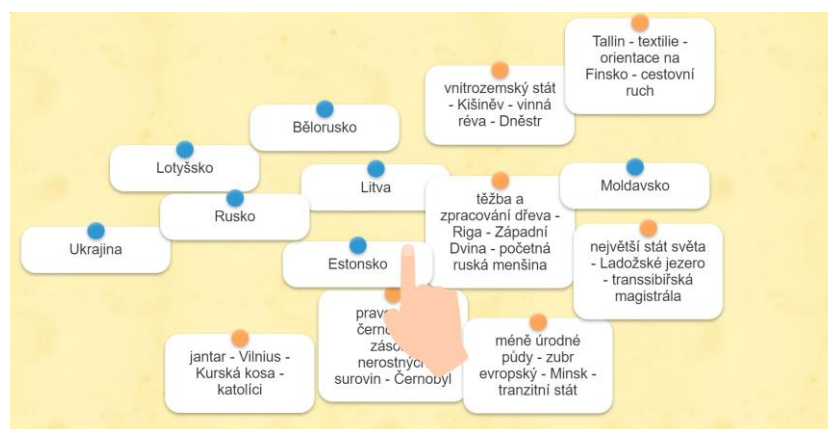 Tallin - textilie -
orientace na
Finsko - cestovní
ruch
vnitrozemský stát
- Kišiněv - vinná
réva - Dněstr
Bělorusko
Lotyšsko
Litva
Moldavsko
Rusko
těžba a
zpracování dřeva -
Riga - Západní
Dvina - početná
ruská menšina
Ukrajina
Estonsko
největší stát světa
- Ladožské jezero
- transsibiřská
magistrála
nerostných
surovin - Černobyl
jantar - Vilnius -
Kurská kosa -
katolíci
méně úrodné
půdy - zubr
evropský - Minsk -
tranzitní stát